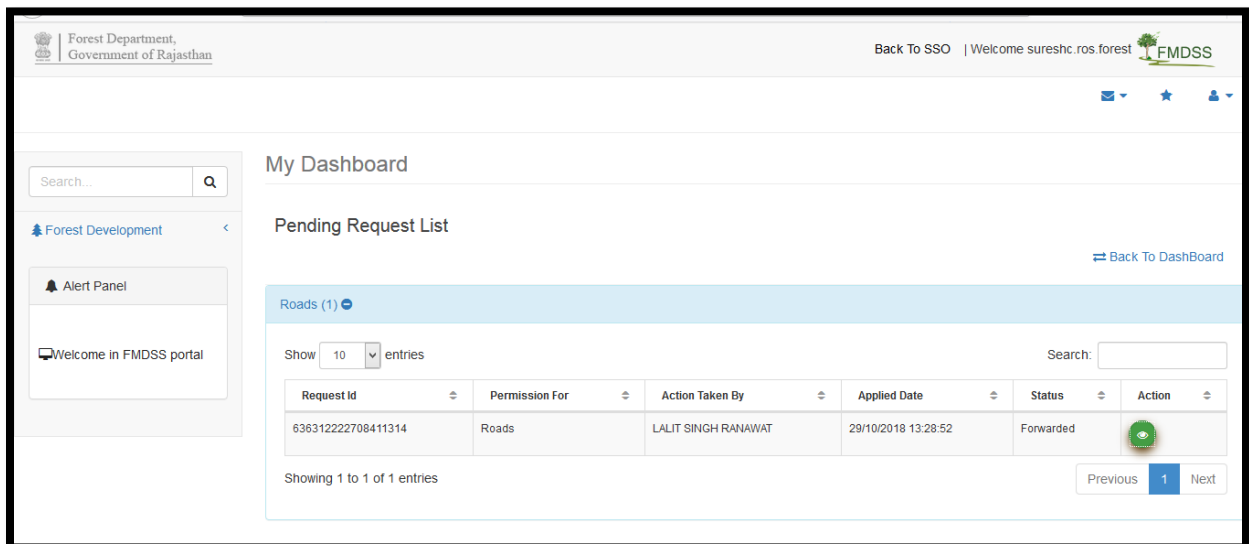 Forest Department,
Government of Rajasthan
Back To SSO | Welcome sureshc.ros.forest
FMDSS
Search...
Forest Development
Alert Panel
Welcome in FMDSS portal
My Dashboard
Pending Request List
Back To DashBoard
Roads (1)
Show 10 entries
Search:
Request Id Permission For Action Taken By Applied Date Status Action
636312222708411314 Roads LALIT SINGH RANAWAT 29/10/2018 13:28:52 Forwarded
Showing 1 to 1 of 1 entries
Previous 1 Next